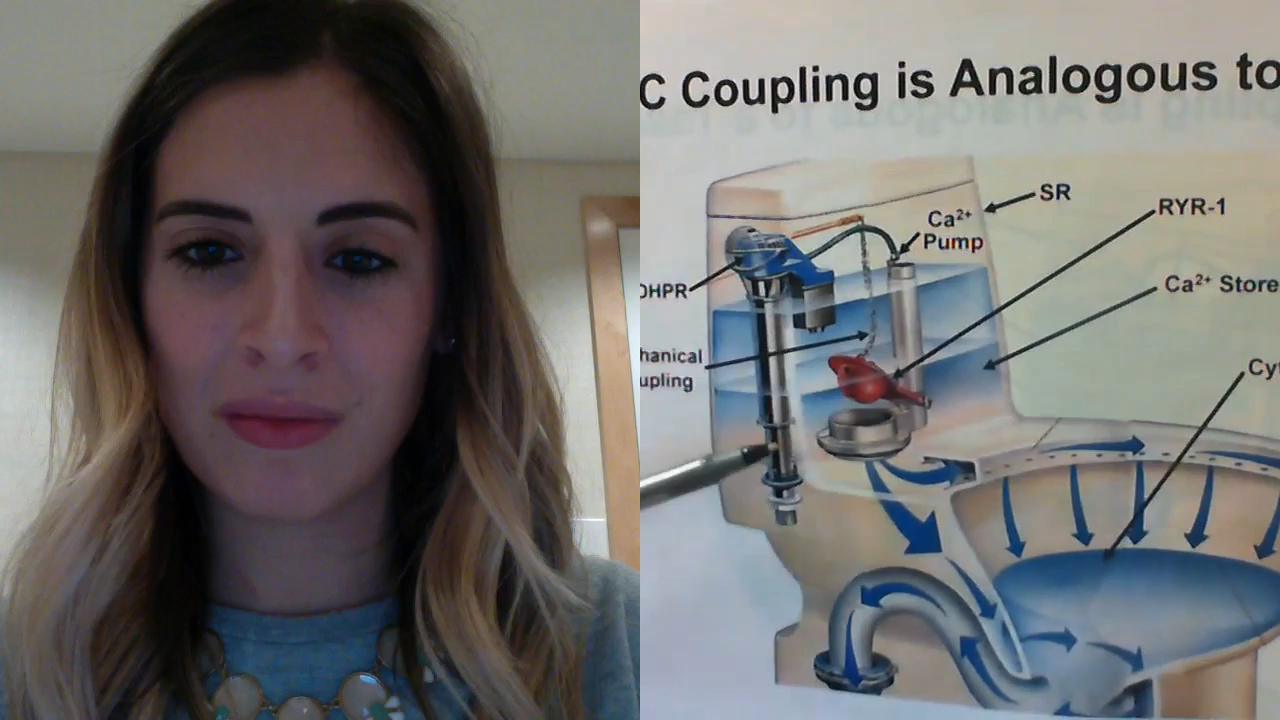 C Coupling is Analogous to
SR
RYR-1
Ca²⁺
Pump
DHPR
Ca²⁺ Store
hanical
upling
Cy